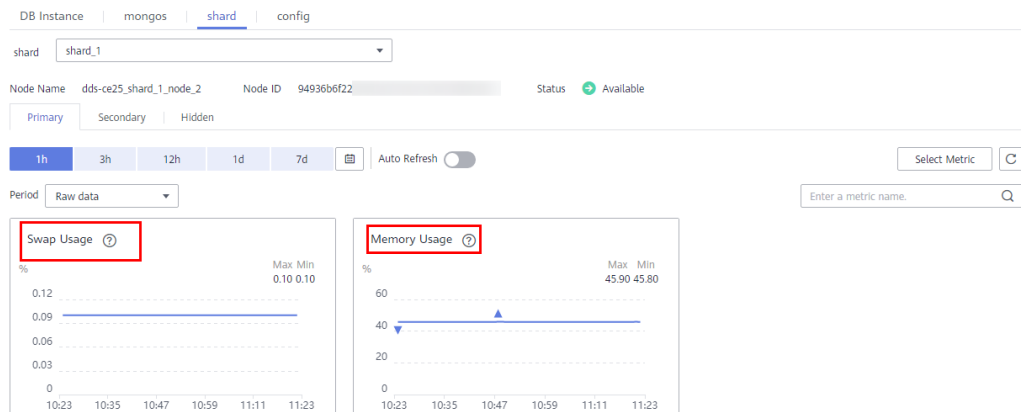 DB Instance mongos shard config
shard shard_1
Node Name dds-ce25_shard_1_node_2 Node ID 94936b6f22 Status Available
Primary Secondary Hidden
1h 3h 12h 1d 7d Auto Refresh Select Metric
Period Raw data Enter a metric name.
Swap Usage ?
%
Max Min
0.10 0.10
0.12
0.09
0.06
0.03
0
10:23 10:35 10:47 10:59 11:11 11:23
Memory Usage ?
%
Max Min
45.90 45.80
60
40
20
0
10:23 10:35 10:47 10:59 11:11 11:23